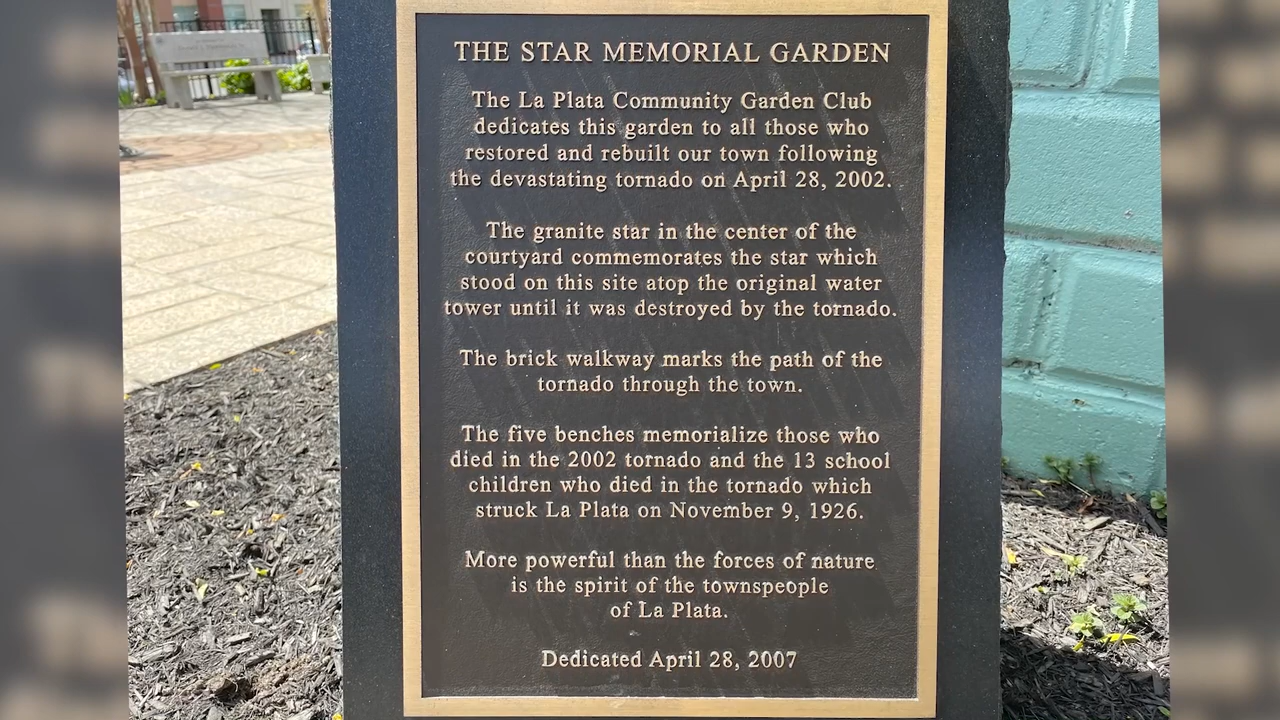 THE STAR MEMORIAL GARDEN
The La Plata Community Garden Club
dedicates this garden to all those who
restored and rebuilt our town following
the devastating tornado on April 28, 2002.
The granite star in the center of the
courtyard commemorates the star which
stood on this site atop the original water
tower until it was destroyed by the tornado.
The brick walkway marks the path of the
tornado through the town.
The five benches memorialize those who
died in the 2002 tornado and the 13 school
children who died in the tornado which
struck La Plata on November 9, 1926.
More powerful than the forces of nature
is the spirit of the townspeople
of La Plata.
Dedicated April 28, 2007